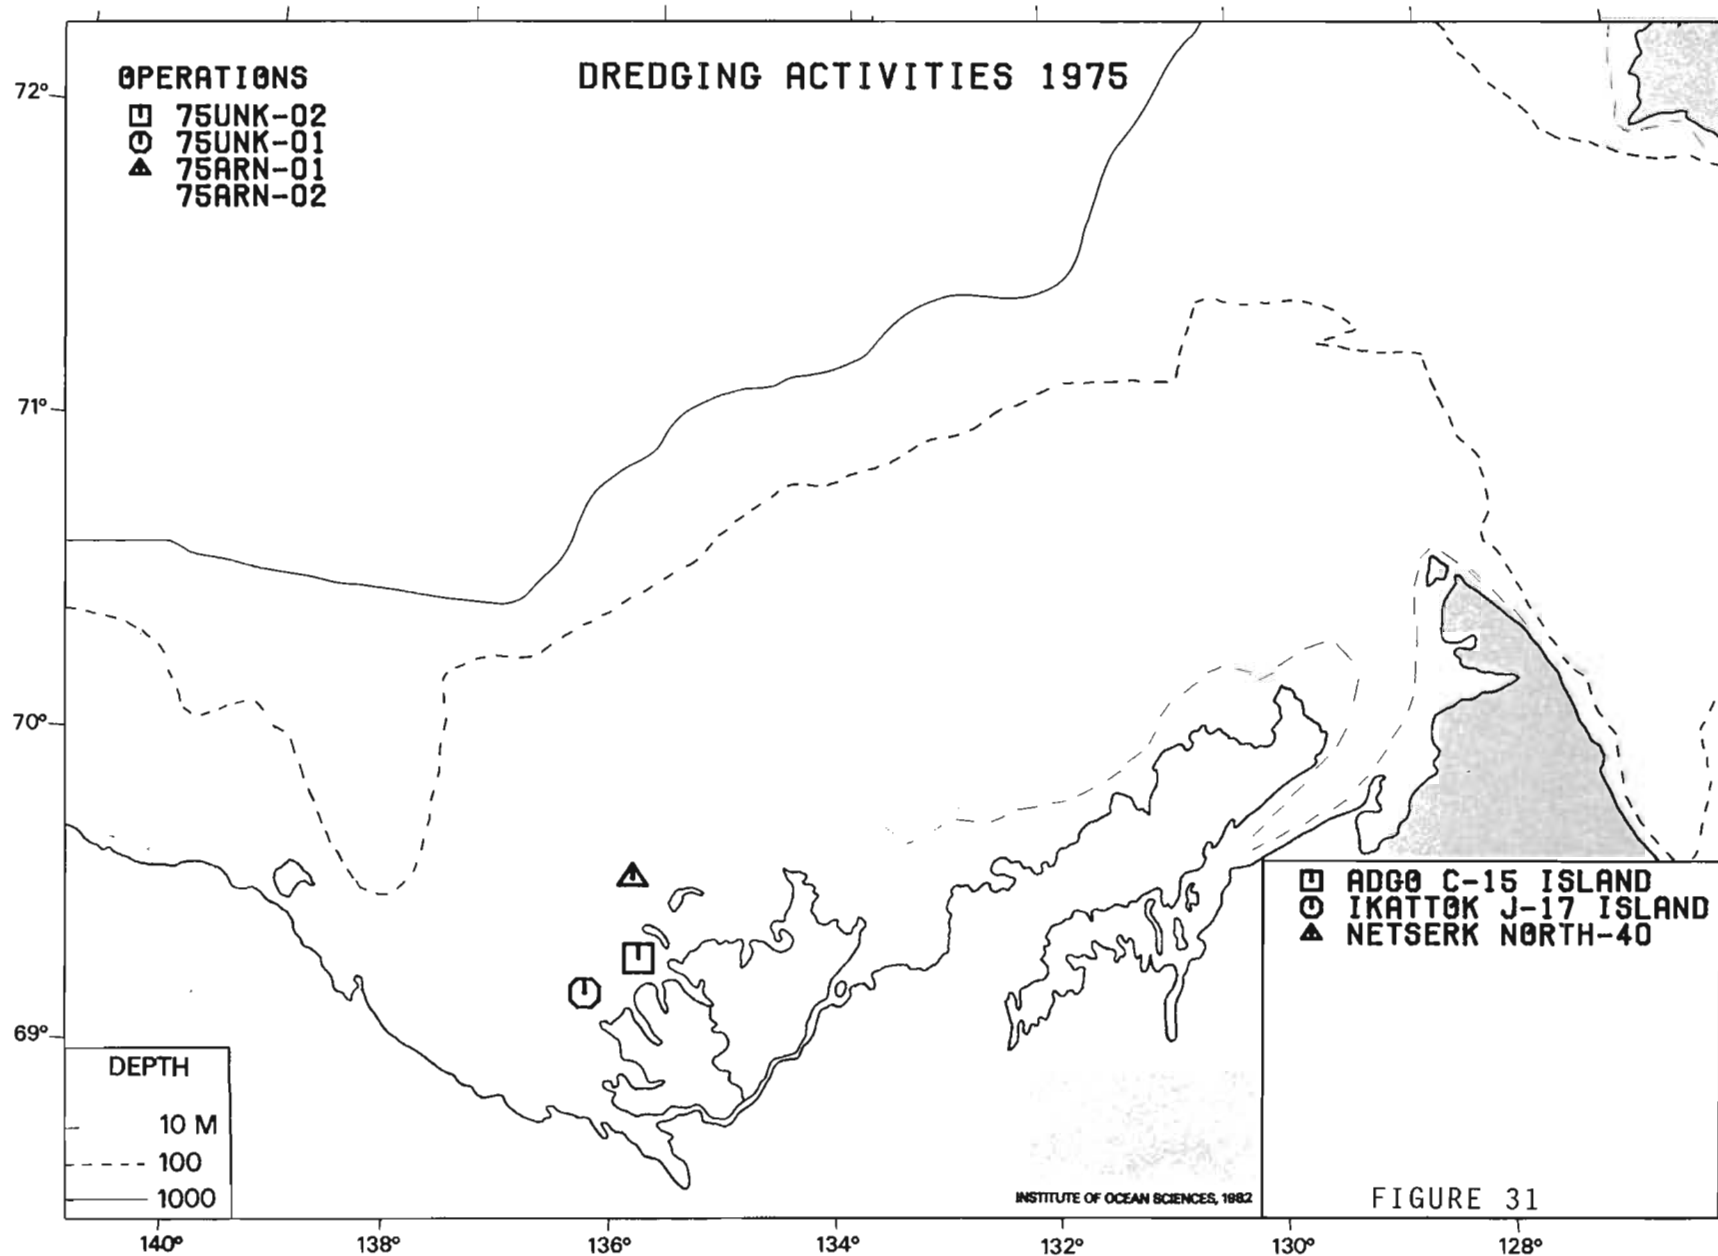 DREDGING ACTIVITIES 1975
OPERATIONS
75UNK-02
75UNK-01
75ARN-01
75ARN-02
72°
71°
70°
69°
DEPTH
10 M
100
1000
ADGO C-15 ISLAND
IKATTOK J-17 ISLAND
NETSERK NORTH-40
INSTITUTE OF OCEAN SCIENCES, 1982
FIGURE 31
140°
138°
136°
134°
132°
130°
128°